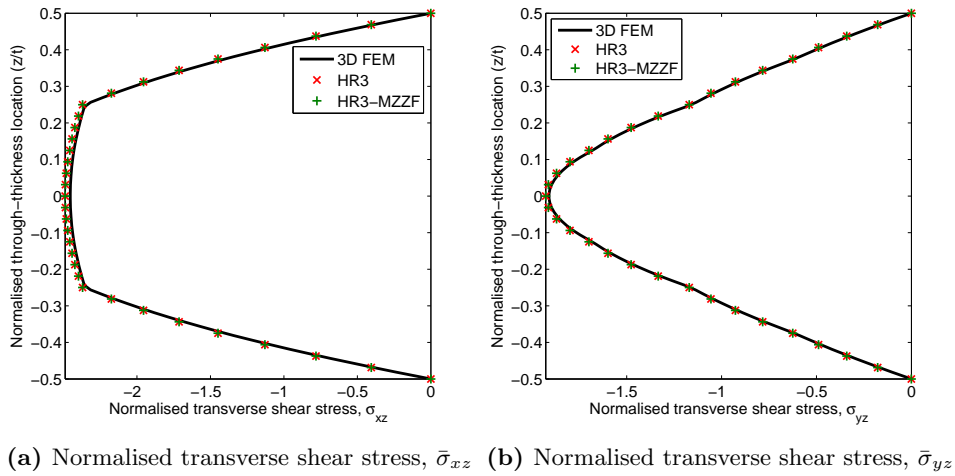 0.5
0.4
0.3
0.2
0.1
0
−0.1
−0.2
−0.3
−0.4
−0.5
Normalised through−thickness location (z/t)
3D FEM
HR3
HR3−MZZF
−2
−1.5
−1
−0.5
0
Normalised transverse shear stress, σxz
0.5
0.4
0.3
0.2
0.1
0
−0.1
−0.2
−0.3
−0.4
−0.5
Normalised through−thickness location (z/t)
3D FEM
HR3
HR3−MZZF
−1.5
−1
−0.5
0
Normalised transverse shear stress, σyz
(a) Normalised transverse shear stress, σ̄xz
(b) Normalised transverse shear stress, σ̄yz